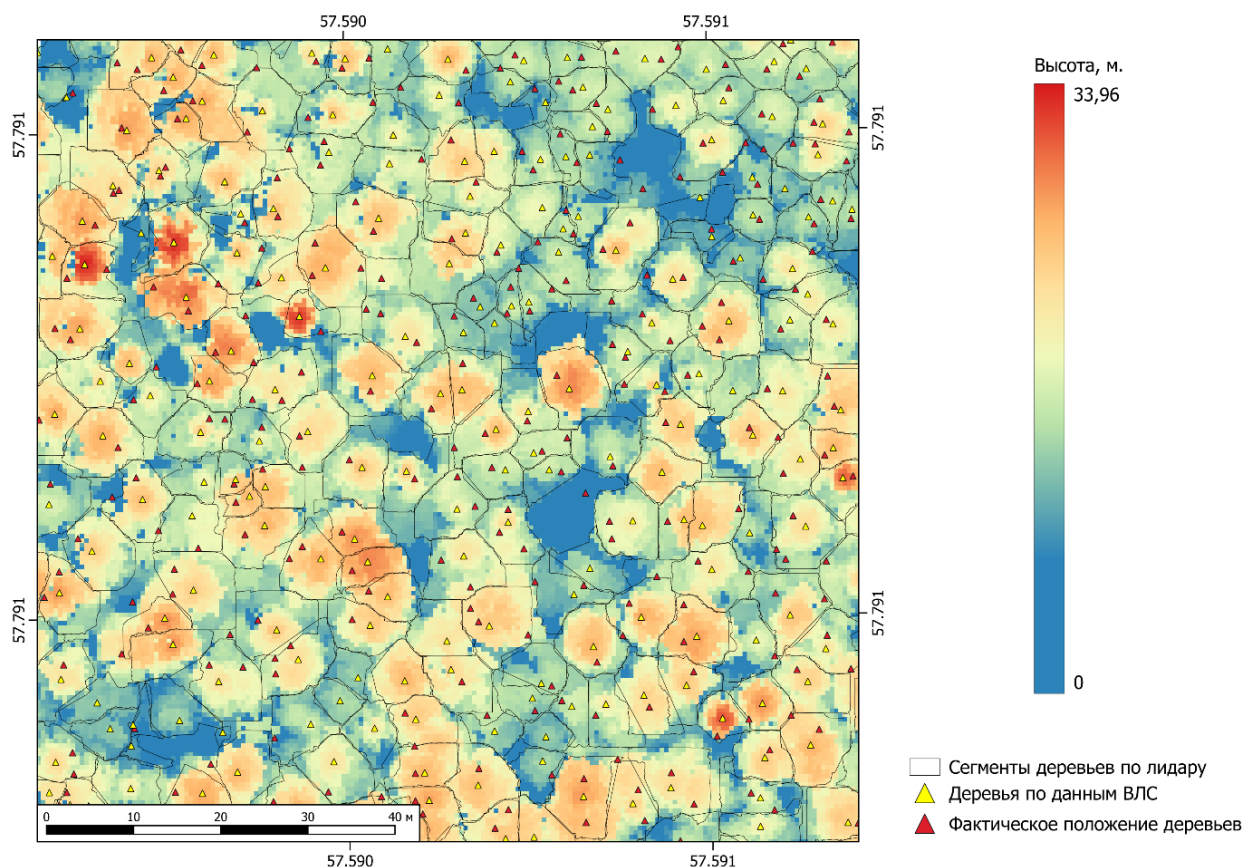 57.590 57.591
Высота, м.
33,96
57.791 57.791
57.791 57.791
0
Сегменты деревьев по лидару
Деревья по данным ВЛС
Фактическое положение деревьев
0 10 20 30 40 м
57.590 57.591